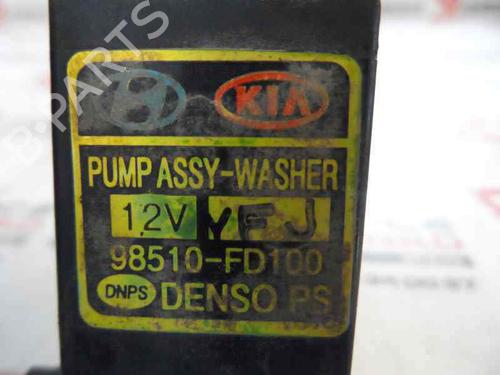 KIA
PUMP ASSY-WASHER
12V YFJ
98510-FD100
DNPS DENSO PS